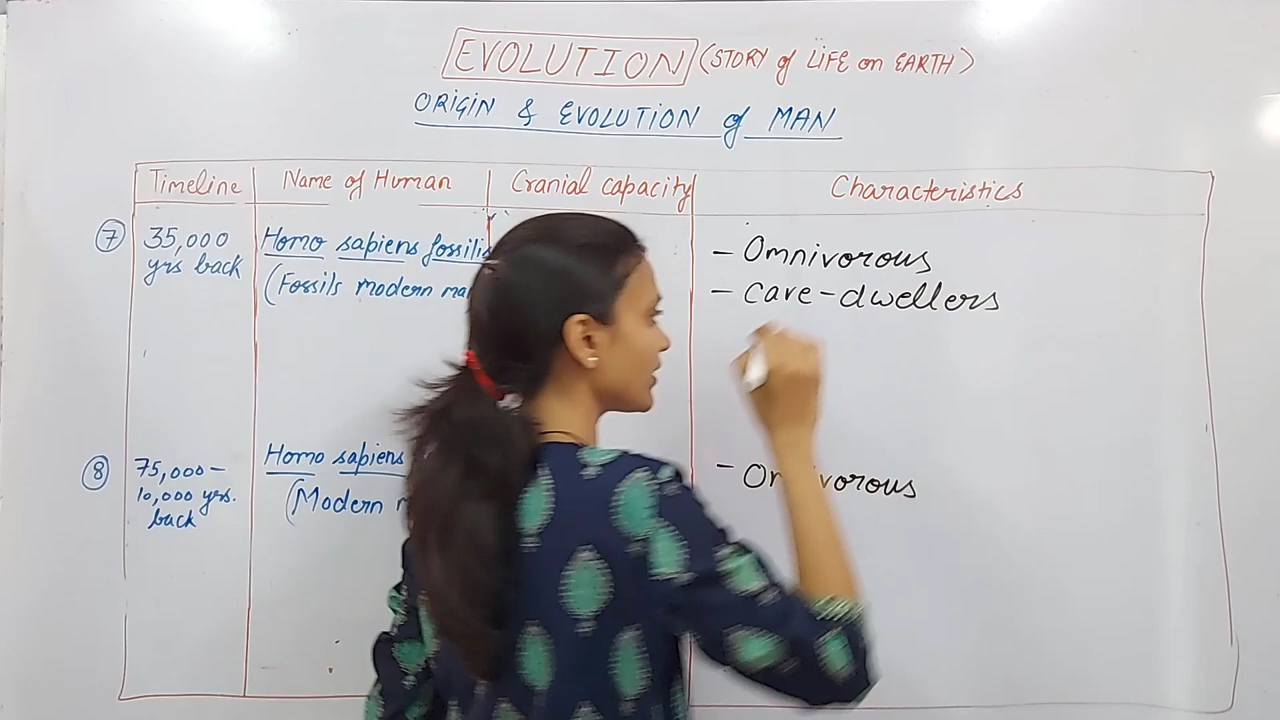 EVOLUTION (STORY of LiFE on EARTH)
ORiGiN & EVOLUTiON of MAN
Timeline Name of Human Cranial capacity Characteristics
7 35,000 Homo sapiens fossilis - Omnivorous
yrs back (Fossils modern - Cave-dwellers
8 75,000- Homo sapiens - Omnivorous
10,000 yrs. (Modern
back